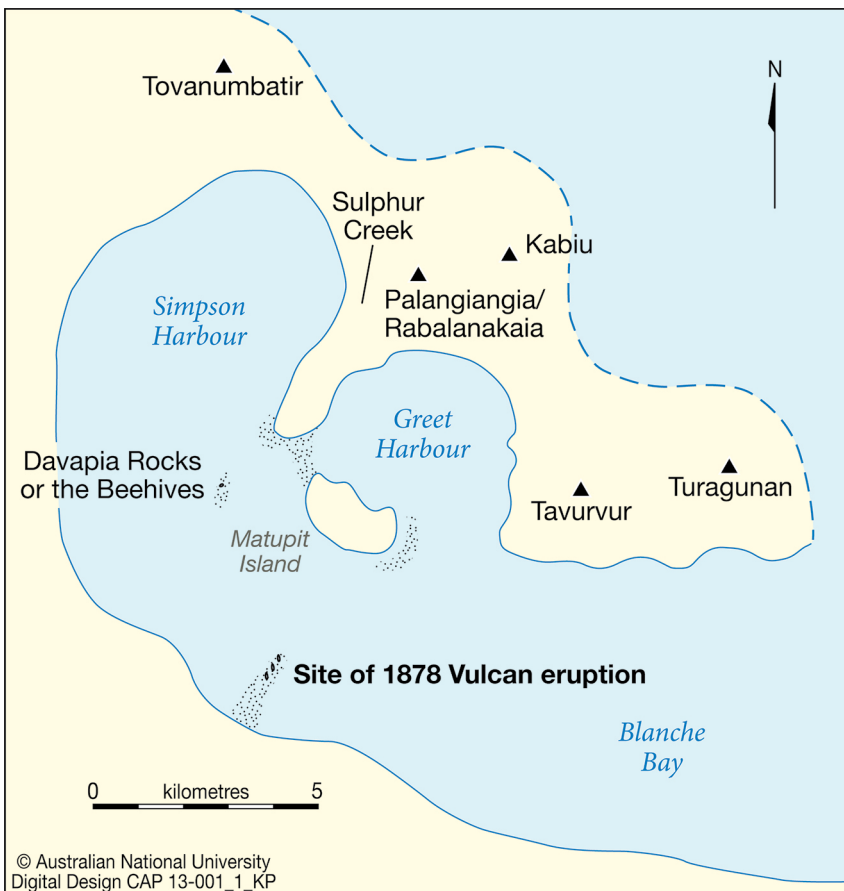 Tovanumbatir
N
Sulphur
Creek
Kabiu
Palangiangia/
Rabalanakaia
Simpson
Harbour
Greet
Harbour
Davapia Rocks
or the Beehives
Turagunan
Tavurvur
Matupit
Island
Site of 1878 Vulcan eruption
Blanche
Bay
0 kilometres 5
© Australian National University
Digital Design CAP 13-001_1_KP